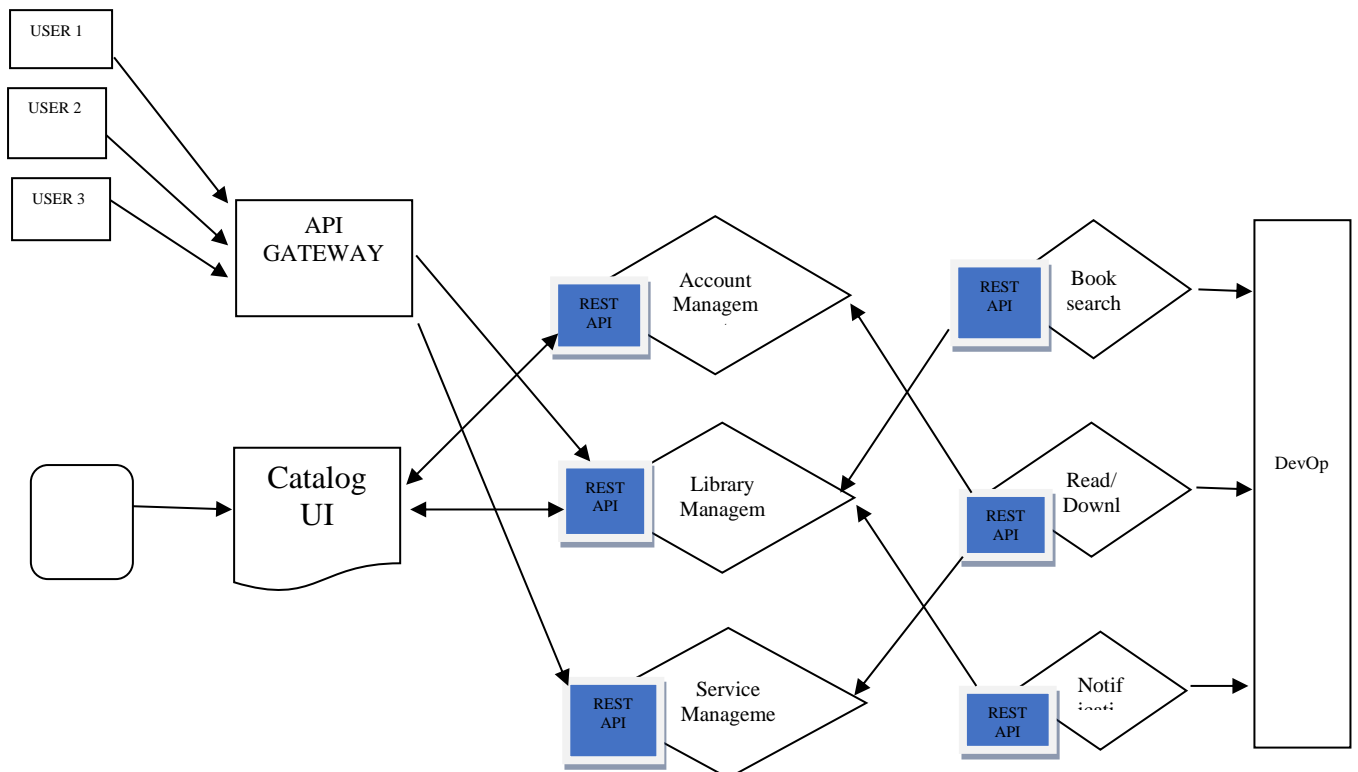 USER 1
USER 2
USER 3
API
GATEWAY
Catalog
UI
REST
API
Account
Managem
REST
API
Library
Managem
REST
API
Service
Manageme
REST
API
Book
search
REST
API
Read/
Downl
REST
API
Notif
DevOp